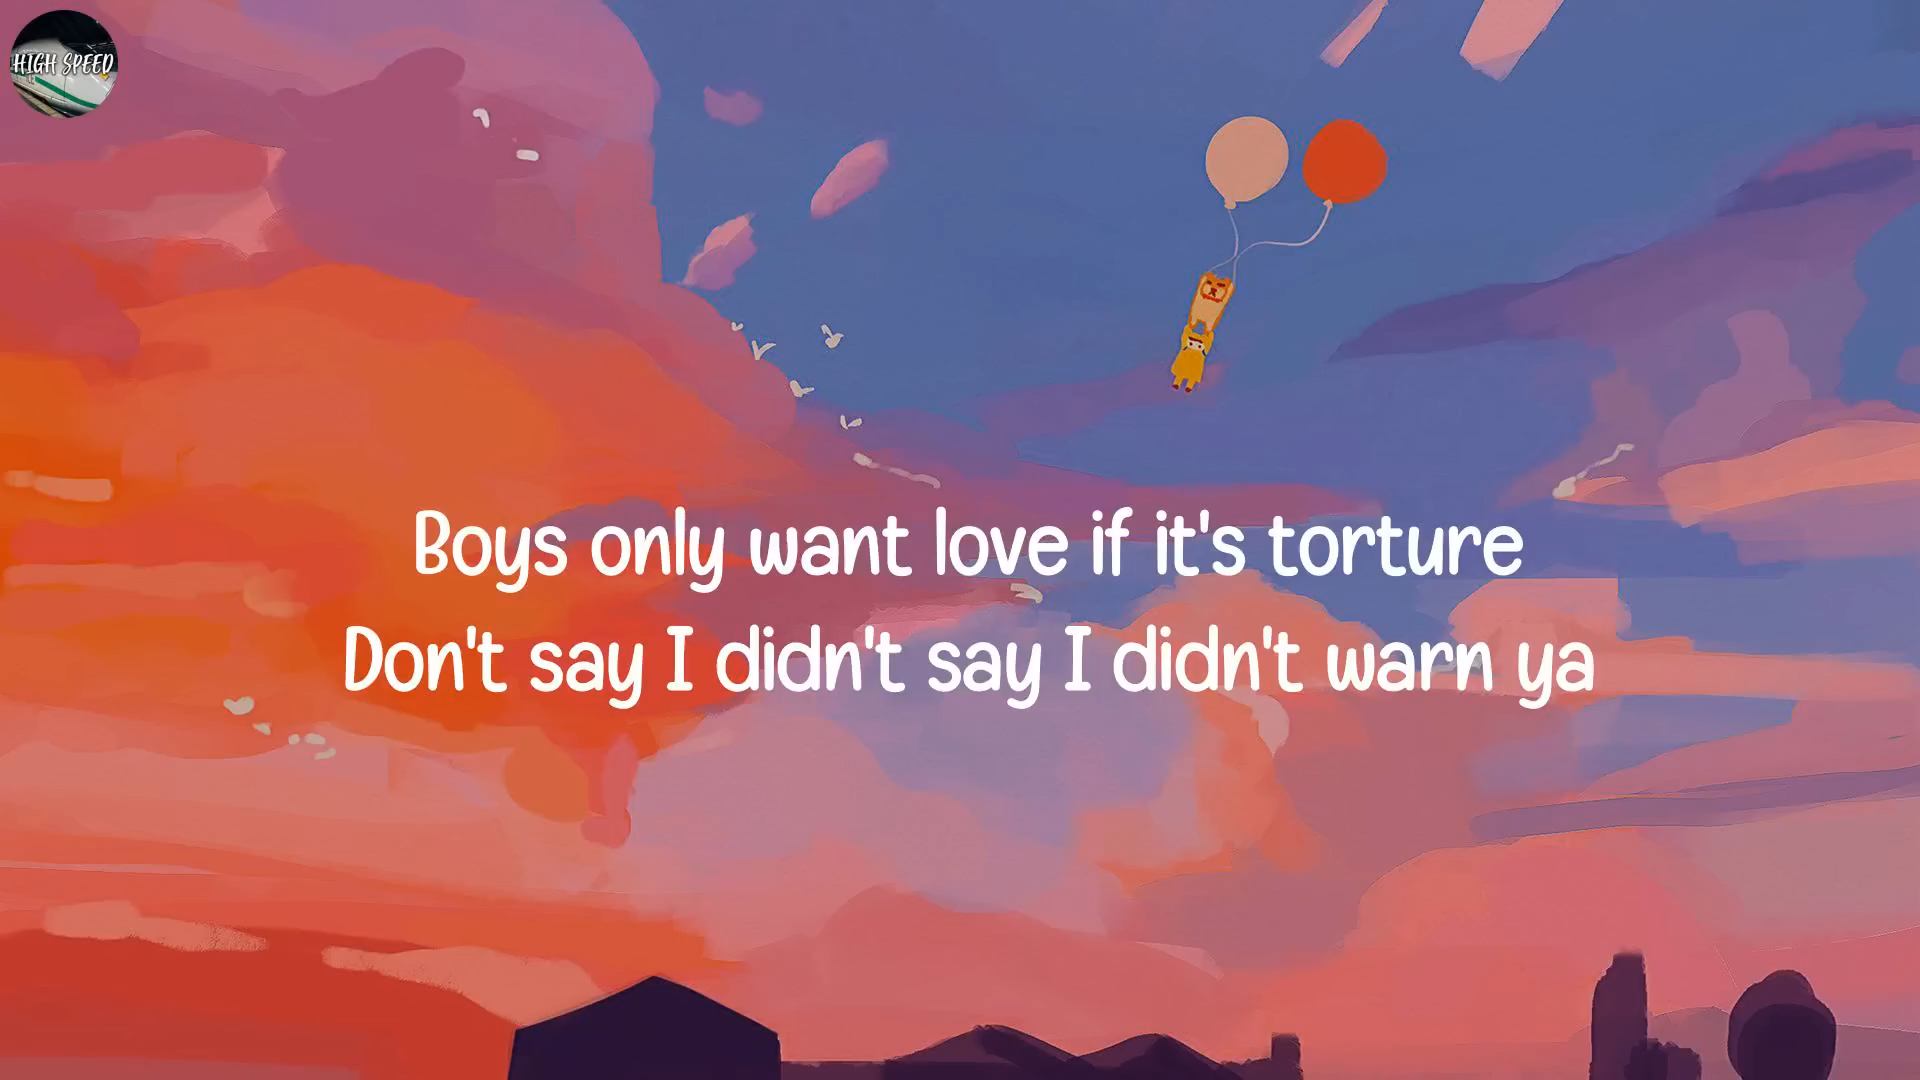 HIGH SPEED
Boys only want love if it's torture
Don't say I didn't say I didn't warn ya